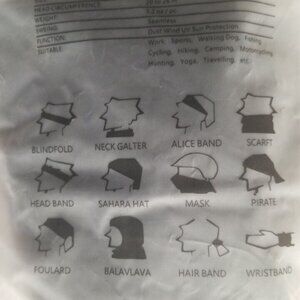 HEAD CIRCUMFERENCE:
WEIGHT:
SWEING: Seamless
FUNCTION: Dust Wind UV Sun Protection
SUITABLE: Work, Sports, Walking Dog, Fishing
Cycling, Hiking, Camping, Motorcycling
Hunting, Yoga, Travelling, etc
BLINDFOLD NECK GALTER ALICE BAND SCARFT
HEAD BAND SAHARA HAT MASK PIRATE
FOULARD BALAVLAVA HAIR BAND WRISTBAND